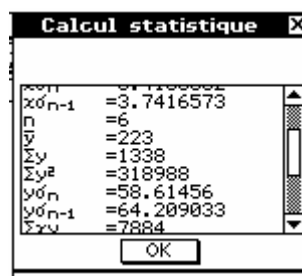 Calcul statistique
xσn-1 =3.7416573
n =6
ȳ =223
Σy =1338
Σy² =318988
yσn =58.61456
yσn-1 =64.209033
Σxy =7884
OK